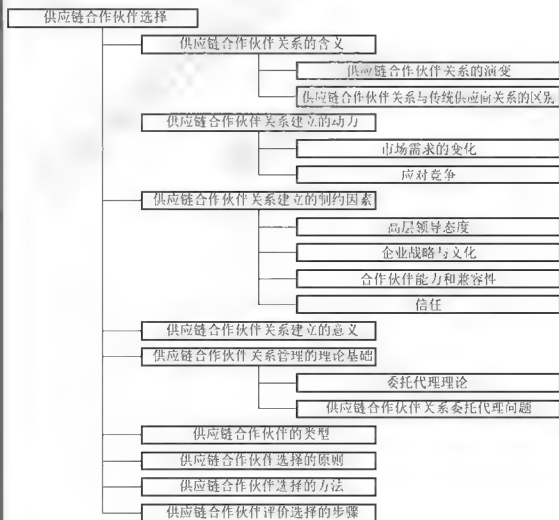 供应链合作伙伴选择
供应链合作伙伴关系的含义
供应链合作伙伴关系的演变
供应链合作伙伴关系与传统供应商关系的区别
供应链合作伙伴关系建立的动力
市场需求的变化
应对竞争
供应链合作伙伴关系建立的制约因素
高层领导态度
企业战略与文化
合作伙伴能力和兼容性
信任
供应链合作伙伴关系建立的意义
供应链合作伙伴关系管理的理论基础
委托代理理论
供应链合作伙伴关系委托代理问题
供应链合作伙伴的类型
供应链合作伙伴选择的原则
供应链合作伙伴选择的方法
供应链合作伙伴评价选择的步骤